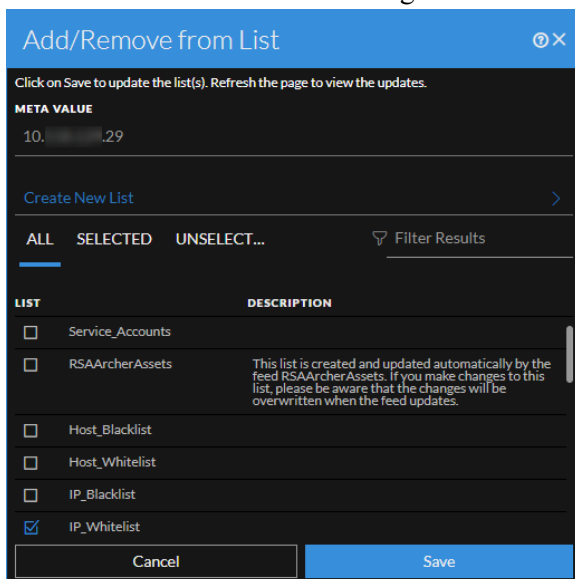 Add/Remove from List
Click on Save to update the list(s). Refresh the page to view the updates.
META VALUE
10. .29
Create New List
ALL SELECTED UNSELECT... Filter Results
LIST DESCRIPTION
Service_Accounts
RSAArcherAssets This list is created and updated automatically by the
feed RSAArcherAssets. If you make changes to this
list, please be aware that the changes will be
overwritten when the feed updates.
Host_Blacklist
Host_Whitelist
IP_Blacklist
IP_Whitelist
Cancel Save